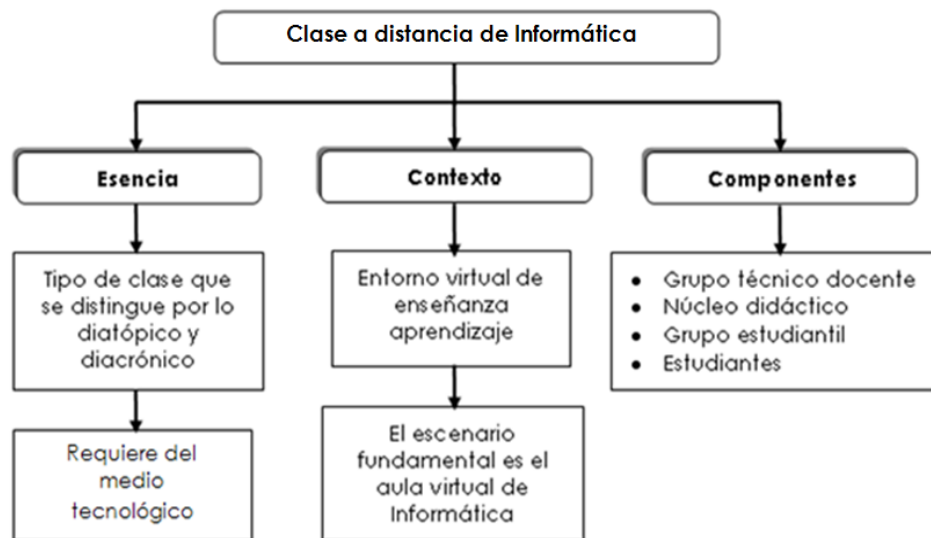 Clase a distancia de Informática
Esencia
Contexto
Componentes
Tipo de clase que
se distingue por lo
diatópico y
diacrónico
Entorno virtual de
enseñanza
aprendizaje
• Grupo técnico docente
• Núcleo didáctico
• Grupo estudiantil
• Estudiantes
Requiere del
medio
tecnológico
El escenario
fundamental es el
aula virtual de
Informática